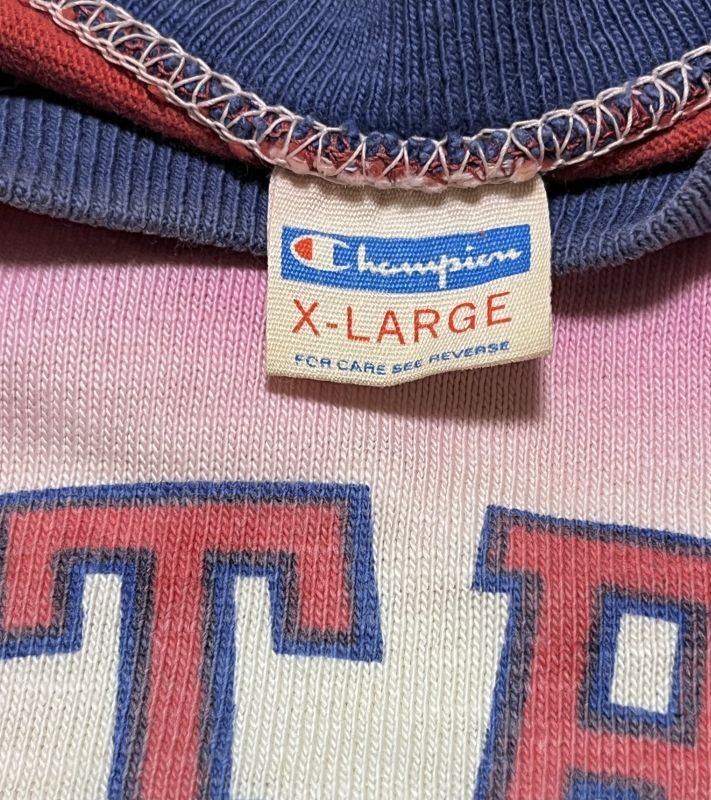 Champion
X-LARGE
FOR CARE SEE REVERSE
T